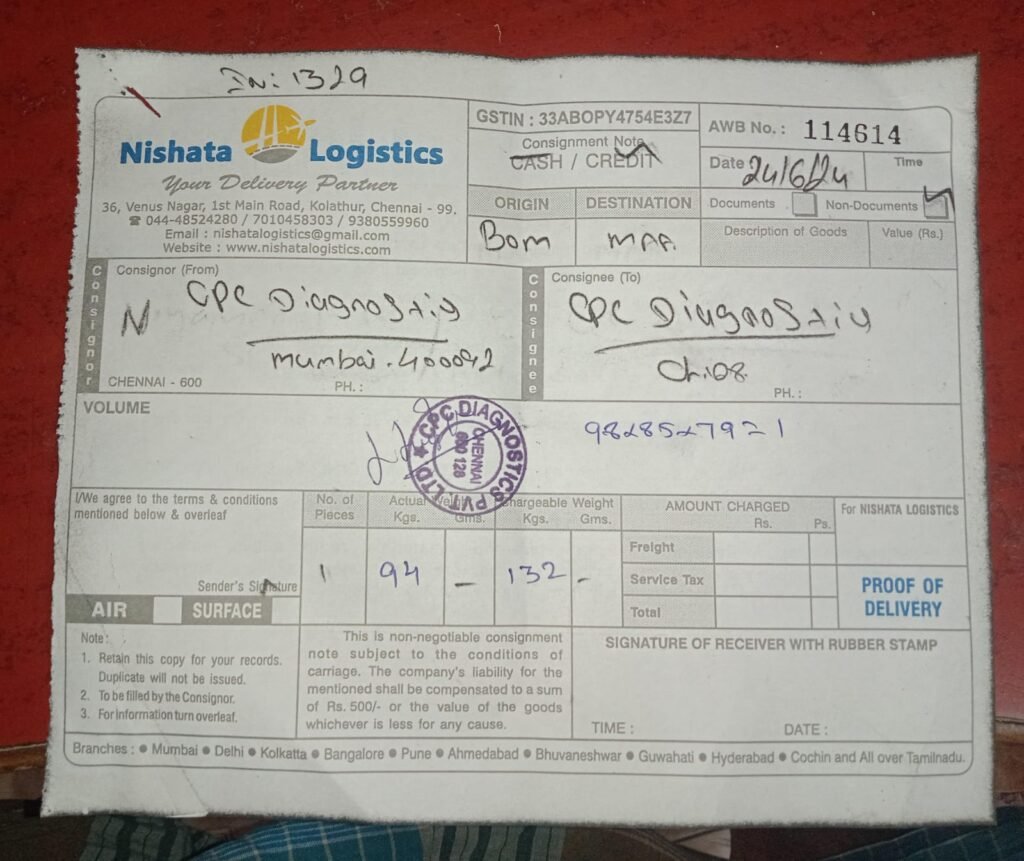 IN: 1329
Nishata Logistics
Your Delivery Partner
36, Venus Nagar, 1st Main Road, Kolathur, Chennai - 99.
☎ 044-48524280 / 7010458303 / 9380559960
Email : nishatalogistics@gmail.com
Website : www.nishatalogistics.com
GSTIN : 33ABOPY4754E3Z7
Consignment Note
CASH / CREDIT
AWB No. : 114614
Date 24/6/24 Time
Documents Non-Documents
ORIGIN DESTINATION
Description of Goods Value (Rs.)
Bom MAA.
Consignor
Consignor (From)
CPC Diagnostic
Mumbai. 400092
CHENNAI - 600 PH. :
Consignee
Consignee (To)
CPC Diagnostic
PH. :
VOLUME
CPC DIAGNOSTICS PVT LTD
CHENNAI
600 128
I/We agree to the terms & conditions
mentioned below & overleaf
Sender's Signature
AIR SURFACE
No. of Pieces
Actual Weight Kgs. Gms.
Chargeable Weight Kgs. Gms.
1 94 - 132 -
AMOUNT CHARGED
Rs. Ps.
Freight
Service Tax
Total
For NISHATA LOGISTICS
PROOF OF
DELIVERY
Note :
1. Retain this copy for your records.
Duplicate will not be issued.
2. To be filled by the Consignor.
3. For information turn overleaf.
This is non-negotiable consignment
note subject to the conditions of
carriage. The company's liability for the
mentioned shall be compensated to a sum
of Rs. 500/- or the value of the goods
whichever is less for any cause.
SIGNATURE OF RECEIVER WITH RUBBER STAMP
TIME : DATE :
Branches : ● Mumbai ● Delhi ● Kolkatta ● Bangalore ● Pune ● Ahmedabad ● Bhuvaneshwar ● Guwahati ● Hyderabad ● Cochin and All over Tamilnadu.